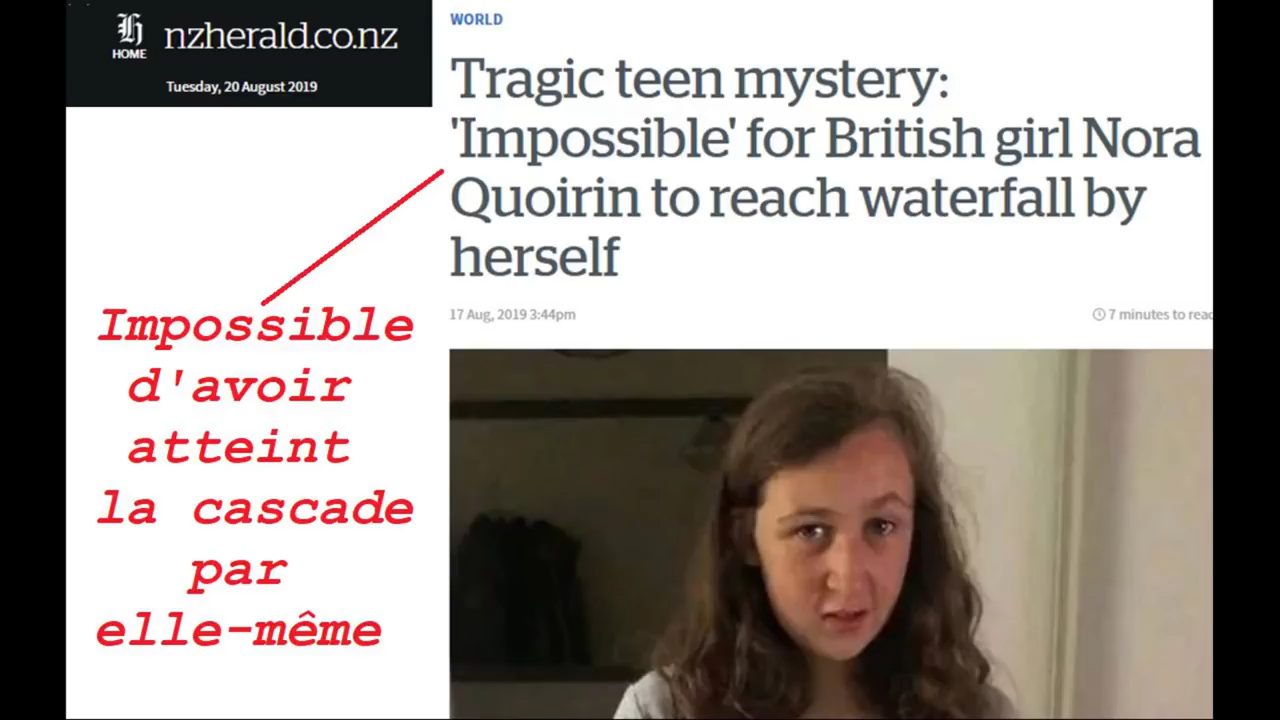 nzherald.co.nz
HOME
Tuesday, 20 August 2019
WORLD
Tragic teen mystery:
'Impossible' for British girl Nora
Quoirin to reach waterfall by
herself
17 Aug, 2019 3:44pm
7 minutes to read
Impossible
d'avoir
atteint
la cascade
par
elle-même